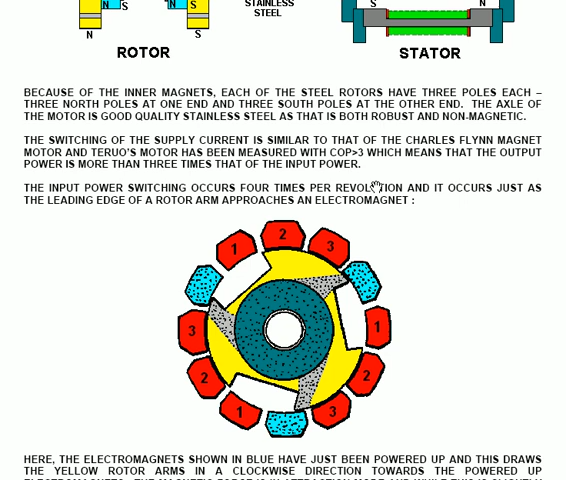 S
S
N
S
STAINLESS
STEEL
S
N
ROTOR
STATOR
BECAUSE OF THE INNER MAGNETS, EACH OF THE STEEL ROTORS HAVE THREE POLES EACH –
THREE NORTH POLES AT ONE END AND THREE SOUTH POLES AT THE OTHER END. THE AXLE OF
THE MOTOR IS GOOD QUALITY STAINLESS STEEL AS THAT IS BOTH ROBUST AND NON-MAGNETIC.
THE SWITCHING OF THE SUPPLY CURRENT IS SIMILAR TO THAT OF THE CHARLES FLYNN MAGNET
MOTOR AND TERUO'S MOTOR HAS BEEN MEASURED WITH COP>3 WHICH MEANS THAT THE OUTPUT
POWER IS MORE THAN THREE TIMES THAT OF THE INPUT POWER.
THE INPUT POWER SWITCHING OCCURS FOUR TIMES PER REVOLUTION AND IT OCCURS JUST AS
THE LEADING EDGE OF A ROTOR ARM APPROACHES AN ELECTROMAGNET :
2
1
3
3
1
2
2
1
3
HERE, THE ELECTROMAGNETS SHOWN IN BLUE HAVE JUST BEEN POWERED UP AND THIS DRAWS
THE YELLOW ROTOR ARMS IN A CLOCKWISE DIRECTION TOWARDS THE POWERED UP